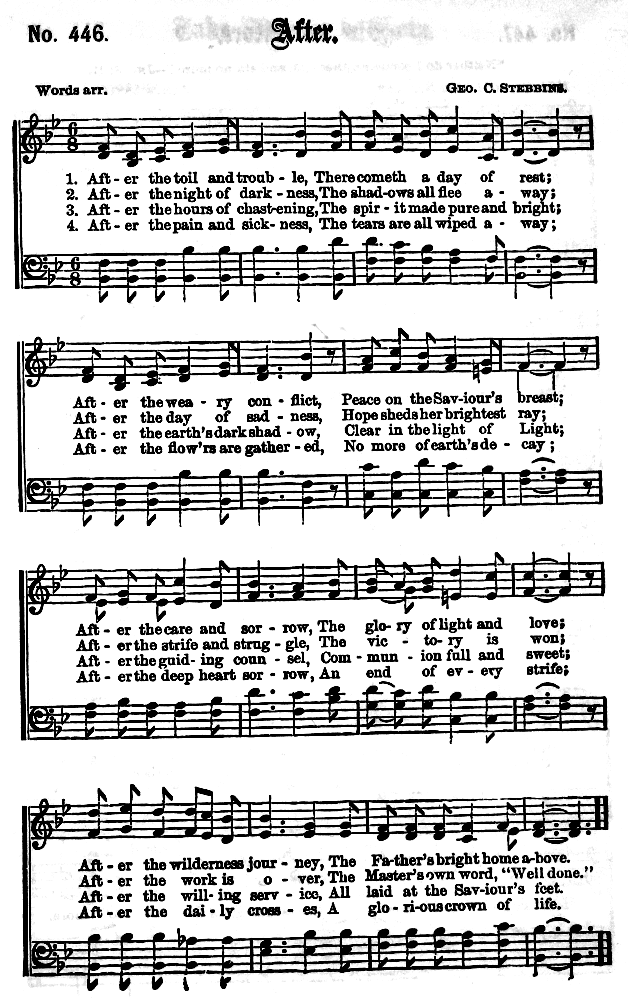 No. 446.
After.
Words arr.
GEO. C. STEBBINS.
1. Aft - er the toil and troub - le, There cometh a day of rest;
2. Aft - er the night of dark - ness, The shad-ows all flee a - way;
3. Aft - er the hours of chast-ening, The spir - it made pure and bright;
4. Aft - er the pain and sick- ness, The tears are all wiped a - way;
Aft - er the wea - ry con - flict, Peace on the Sav-iour's breast;
Aft - er the day of sad - ness, Hope sheds her brightest ray;
Aft - er the earth's dark shad - ow, Clear in the light of Light;
Aft - er the flow'rs are gather - ed, No more of earth's de - cay;
Aft - er the care and sor - row, The glo- ry of light and love;
Aft - er the strife and strug - gle, The vic - to- ry is won;
Aft - er the guid- ing coun - sel, Com - mun - ion full and sweet;
Aft - er the deep heart sor - row, An end of ev - ery strife;
Aft - er the wilderness jour - ney, The Fa-ther's bright home a-bove.
Aft - er the work is o - ver, The Master's own word, "Well done."
Aft - er the will- ing serv - ice, All laid at the Sav-iour's feet.
Aft - er the dai - ly cross - es, A glo - ri-ous crown of life.